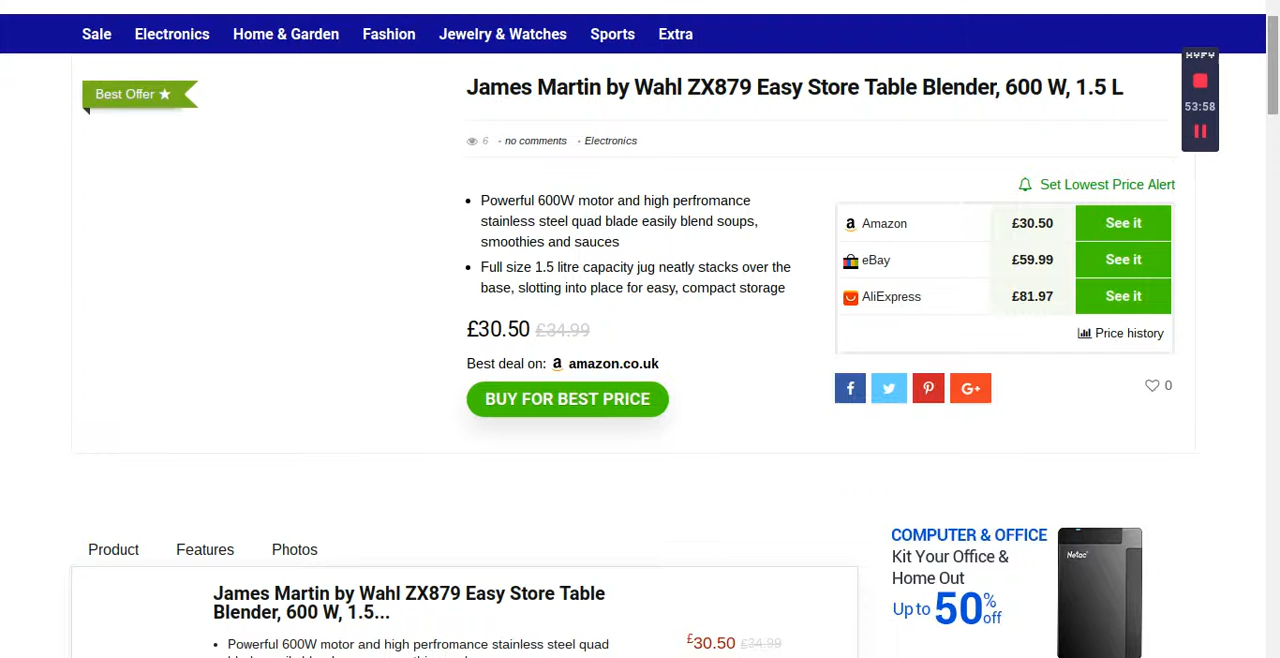 Sale Electronics Home & Garden Fashion Jewelry & Watches Sports Extra
HYFY
53:58
Best Offer
James Martin by Wahl ZX879 Easy Store Table Blender, 600 W, 1.5 L
6 no comments Electronics
Set Lowest Price Alert
• Powerful 600W motor and high perfromance
stainless steel quad blade easily blend soups,
smoothies and sauces
• Full size 1.5 litre capacity jug neatly stacks over the
base, slotting into place for easy, compact storage
£30.50 £34.99
Best deal on: a amazon.co.uk
BUY FOR BEST PRICE
a Amazon £30.50 See it
eBay £59.99 See it
AliExpress £81.97 See it
Price history
f G+ 0
Product Features Photos
James Martin by Wahl ZX879 Easy Store Table
Blender, 600 W, 1.5...
• Powerful 600W motor and high perfromance stainless steel quad
£30.50 £34.99
COMPUTER & OFFICE
Kit Your Office &
Home Out
Up to 50% off
Netac